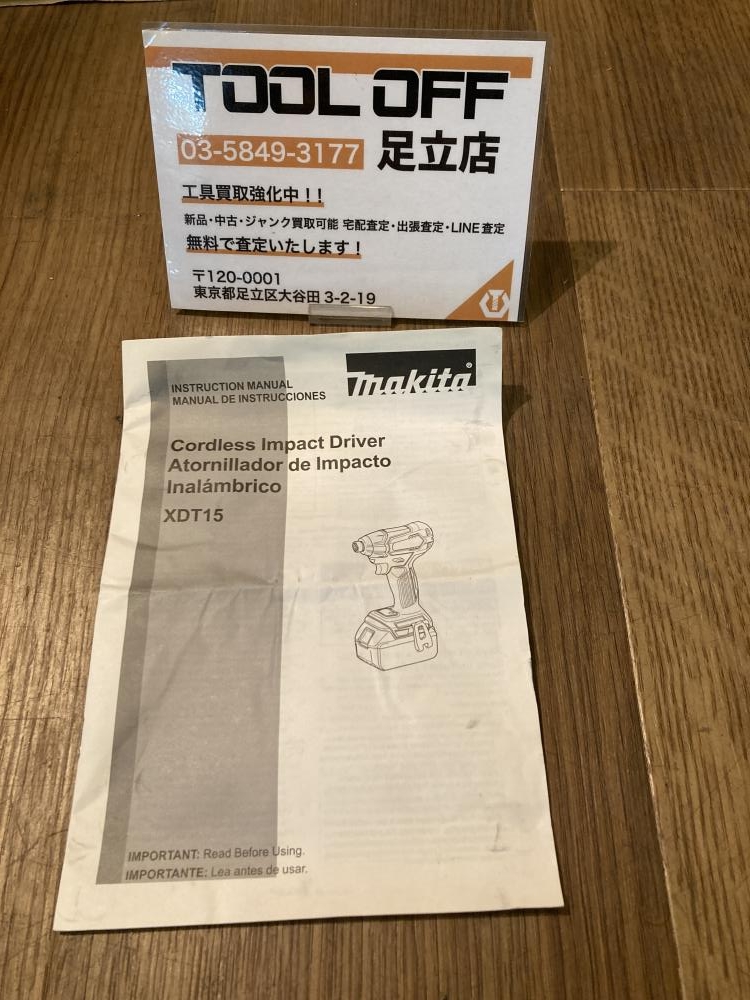 TOOL OFF
03-5849-3177 足立店
工具買取強化中！！
新品・中古・ジャンク買取可能 宅配査定・出張査定・LINE査定
無料で査定いたします！
〒120-0001
東京都足立区大谷田 3-2-19
INSTRUCTION MANUAL
MANUAL DE INSTRUCCIONES
makita®
Cordless Impact Driver
Atornillador de Impacto
Inalámbrico
XDT15
IMPORTANT: Read Before Using.
IMPORTANTE: Lea antes de usar.